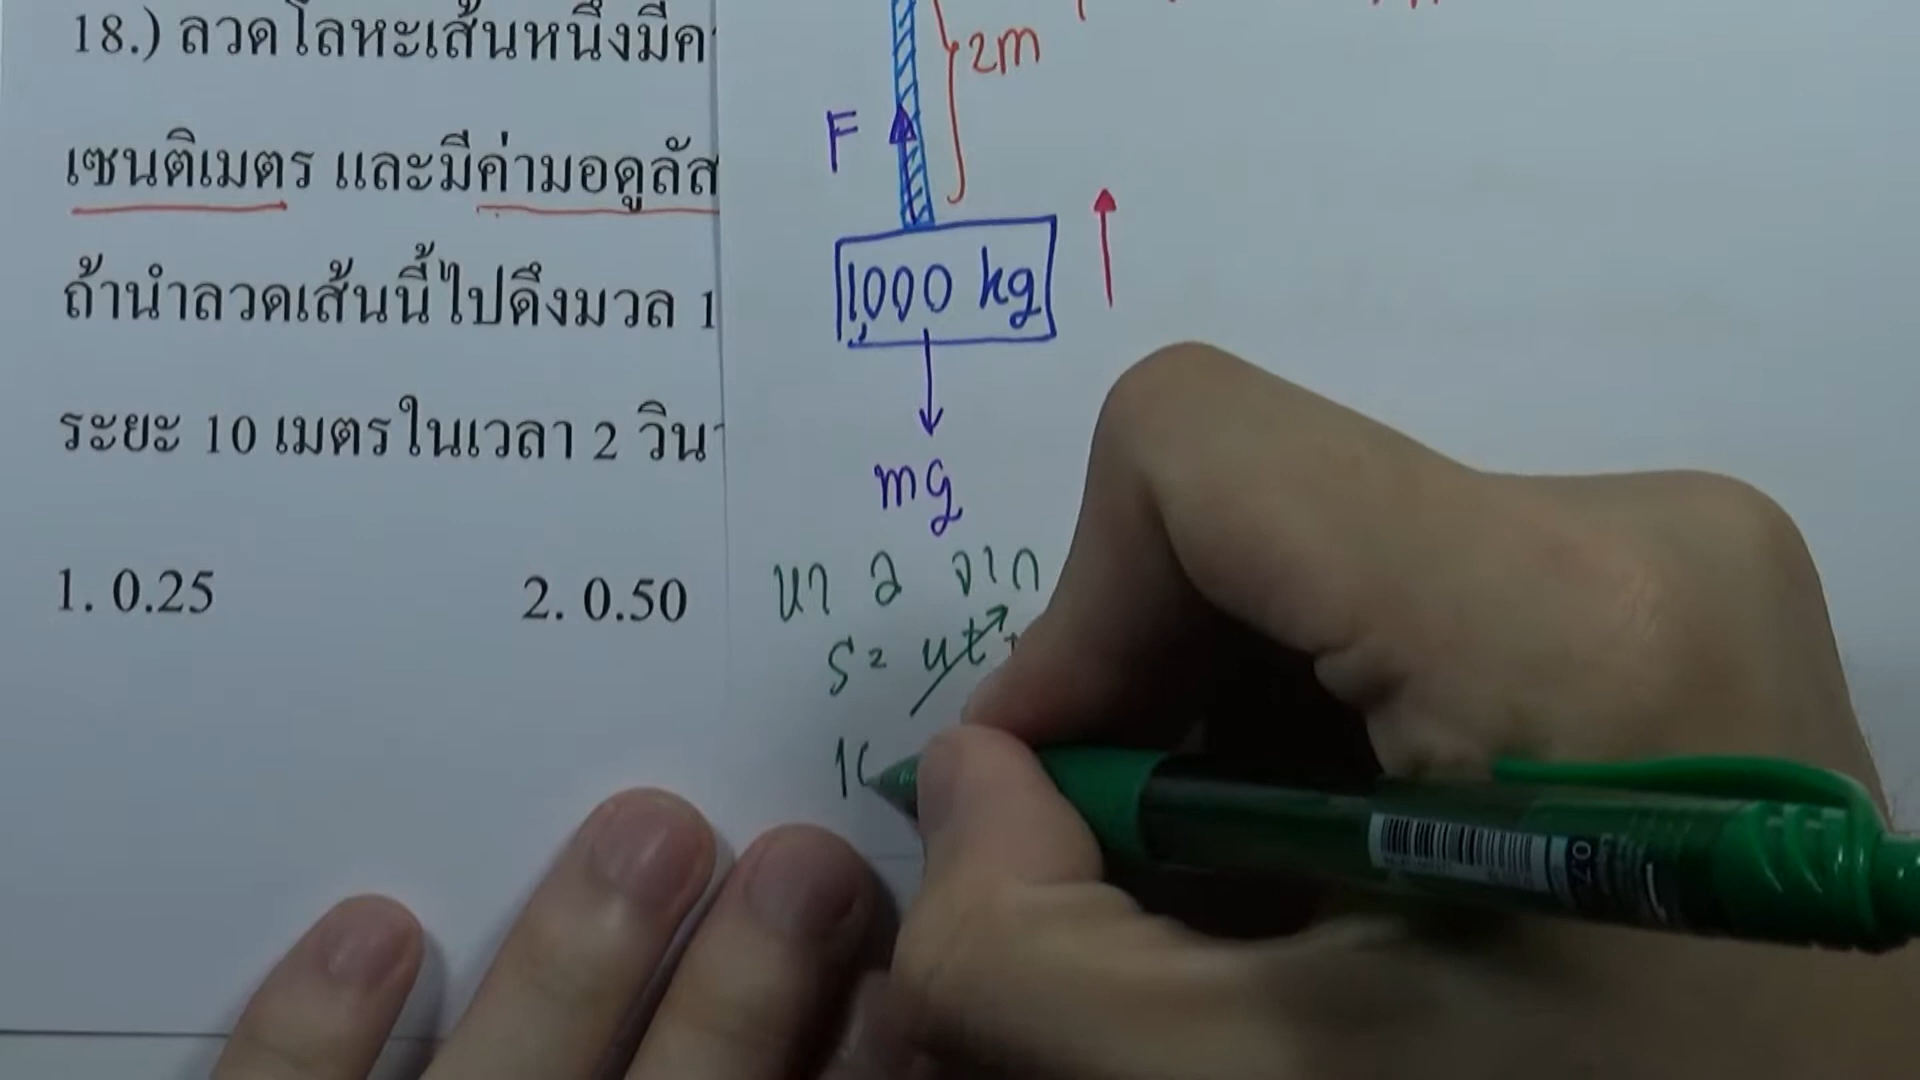 18.) ลวดโลหะเส้นหนึ่งมีค
เซนติเมตร และมีค่ามอดูลัส
ถ้านำลวดเส้นนี้ไปดึงมวล 1
ระยะ 10 เมตรในเวลา 2 วิน
1. 0.25
2. 0.50
2m
F
1,000 kg
mg
หา a จาก
S = ut +
10